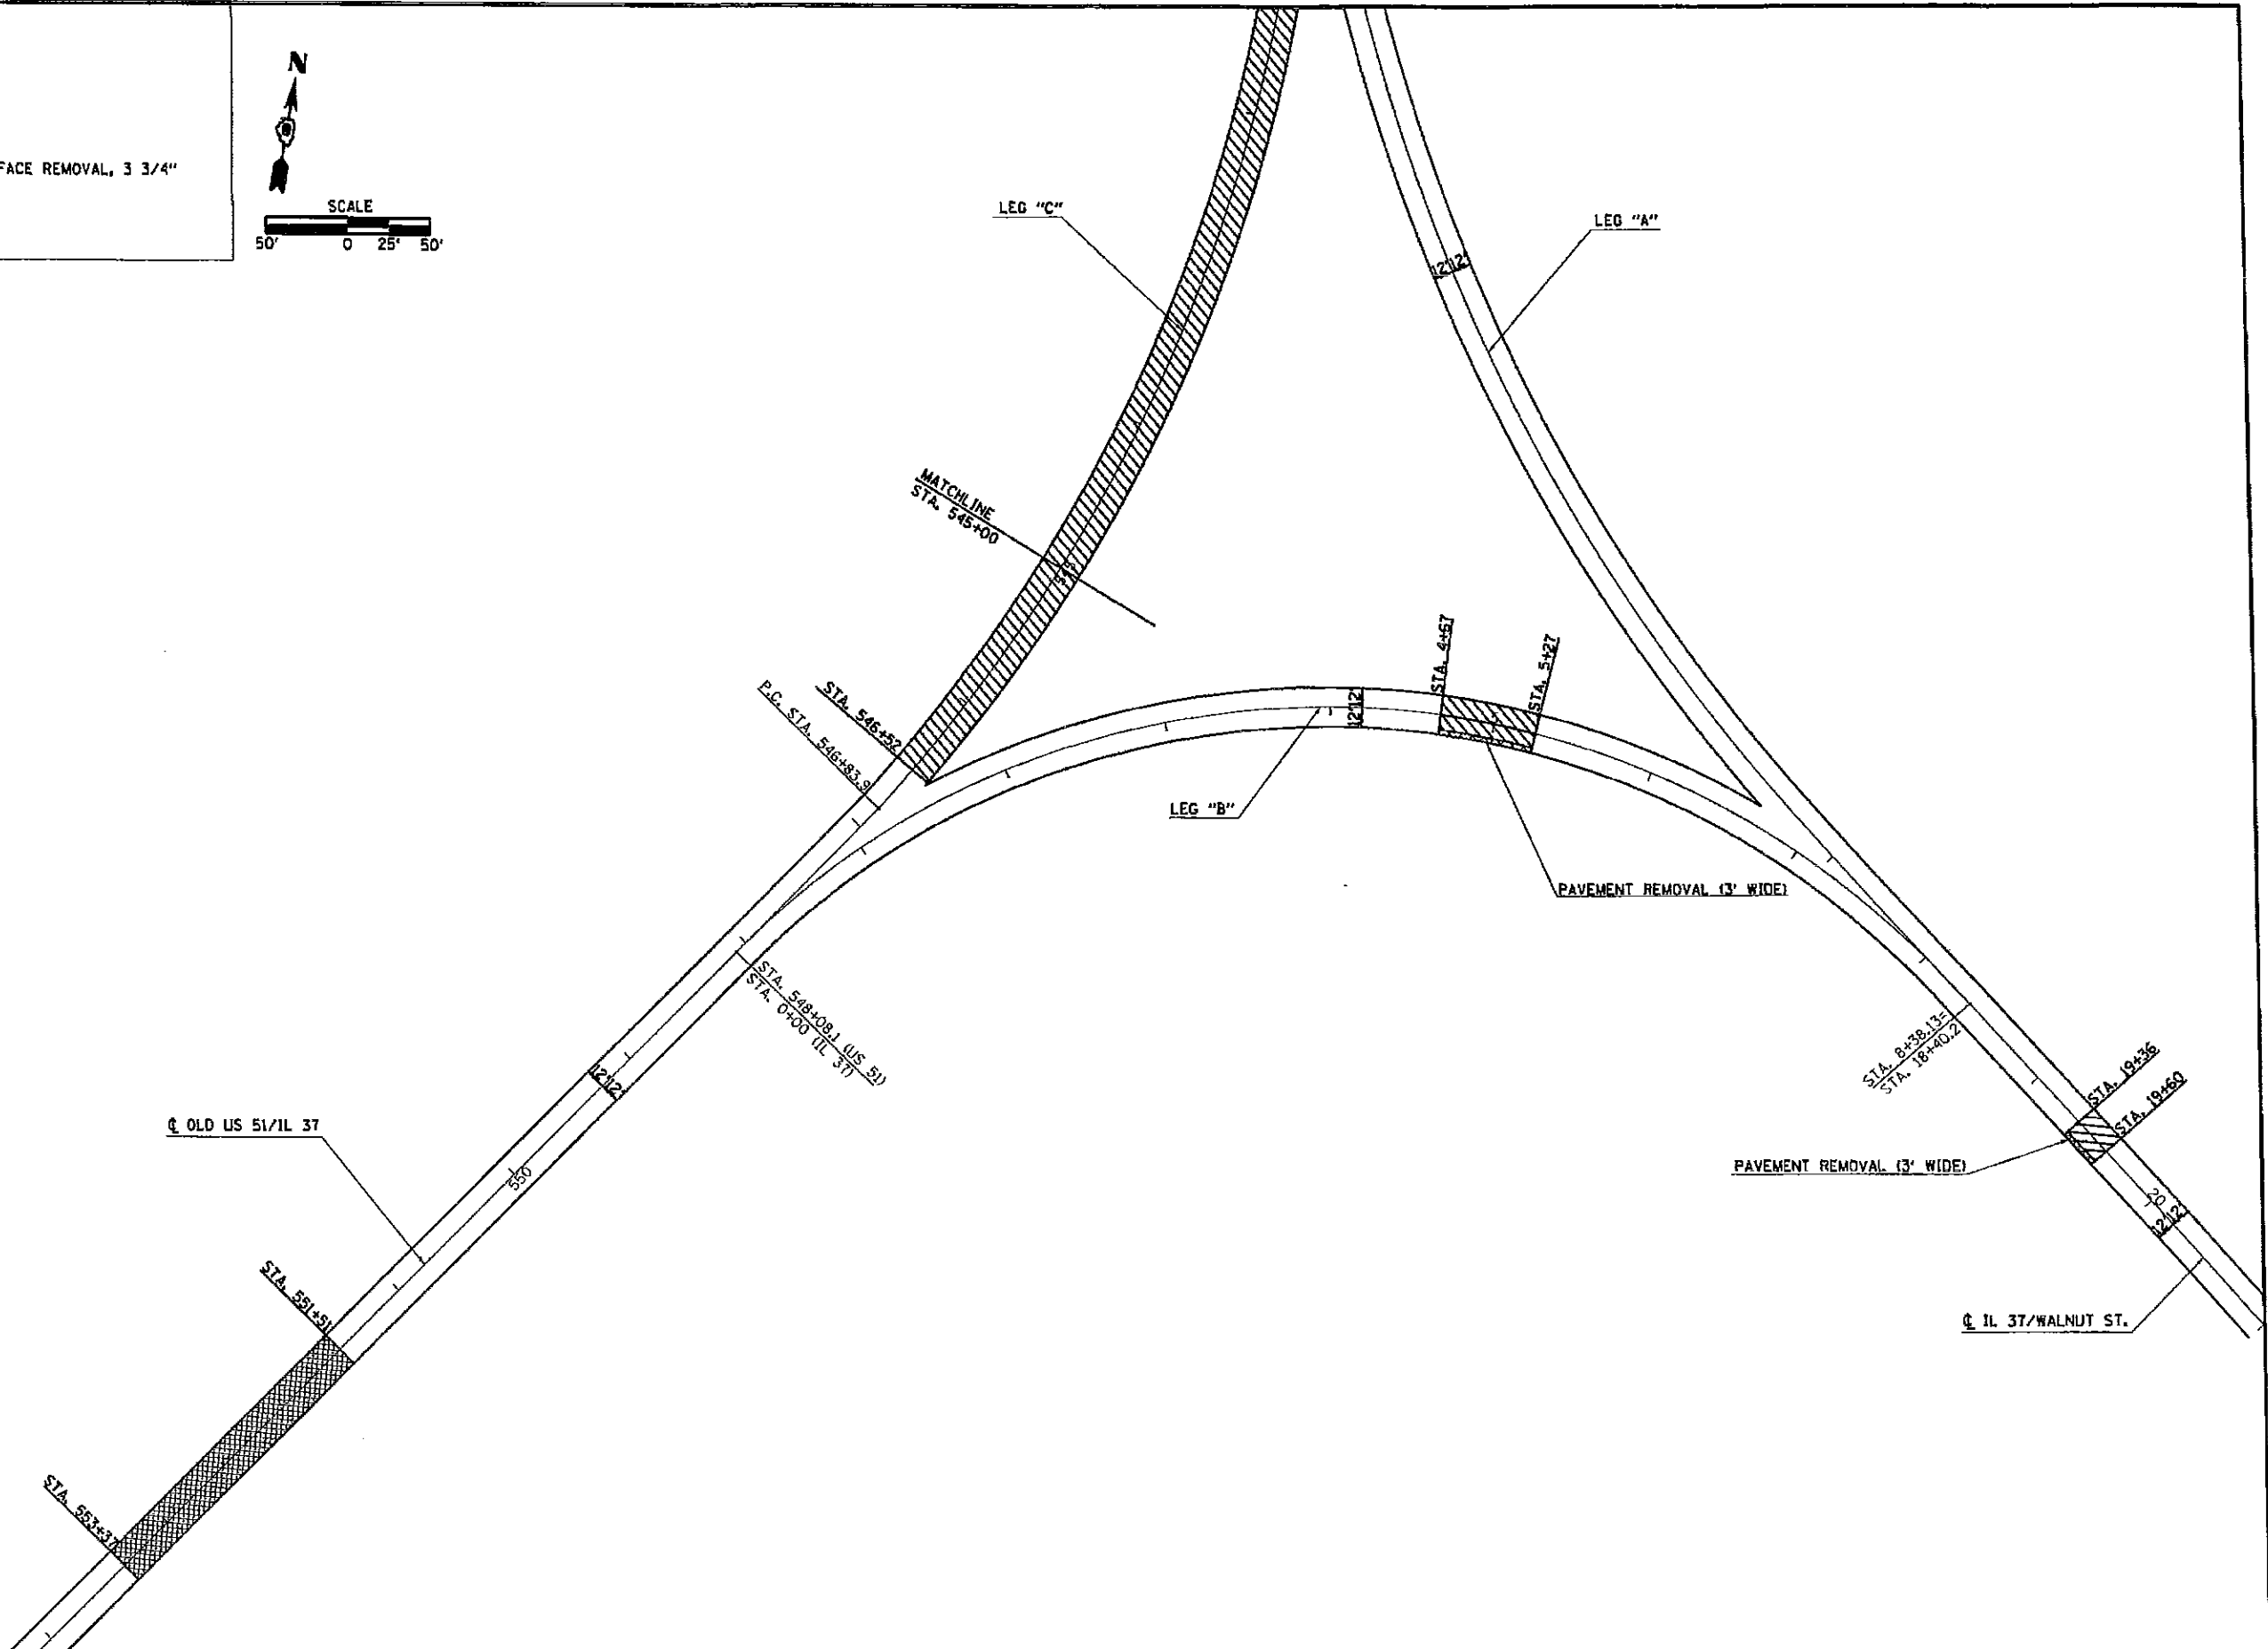 N
FACE REMOVAL, 3 3/4"
SCALE
50' 0 25' 50'
LEG "C"
LEG "A"
12' 12'
MATCHLINE
STA. 545+00
545
STA. 4+67
STA. 5+27
P.C. STA. 546+83.9
STA. 546+52
12' 12'
LEG "B"
PAVEMENT REMOVAL (3' WIDE)
STA. 548+08.1 (US 51)
STA. 0+00 (IL 37)
STA. 8+38.13=
STA. 18+40.2
STA. 19+36
STA. 19+60
12' 12'
℄ OLD US 51/IL 37
550
PAVEMENT REMOVAL (3' WIDE)
20
12' 12'
STA. 551+51
℄ IL 37/WALNUT ST.
STA. 553+37